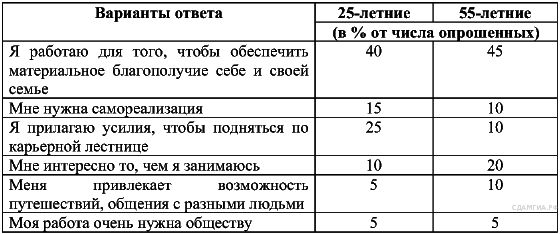 Варианты ответа 25-летние 55-летние
(в % от числа опрошенных)
Я работаю для того, чтобы обеспечить 40 45
материальное благополучие себе и своей
семье
Мне нужна самореализация 15 10
Я прилагаю усилия, чтобы подняться по 25 10
карьерной лестнице
Мне интересно то, чем я занимаюсь 10 20
Меня привлекает возможность 5 10
путешествий, общения с разными людьми
Моя работа очень нужна обществу 5 5
СДАМГИА.РФ